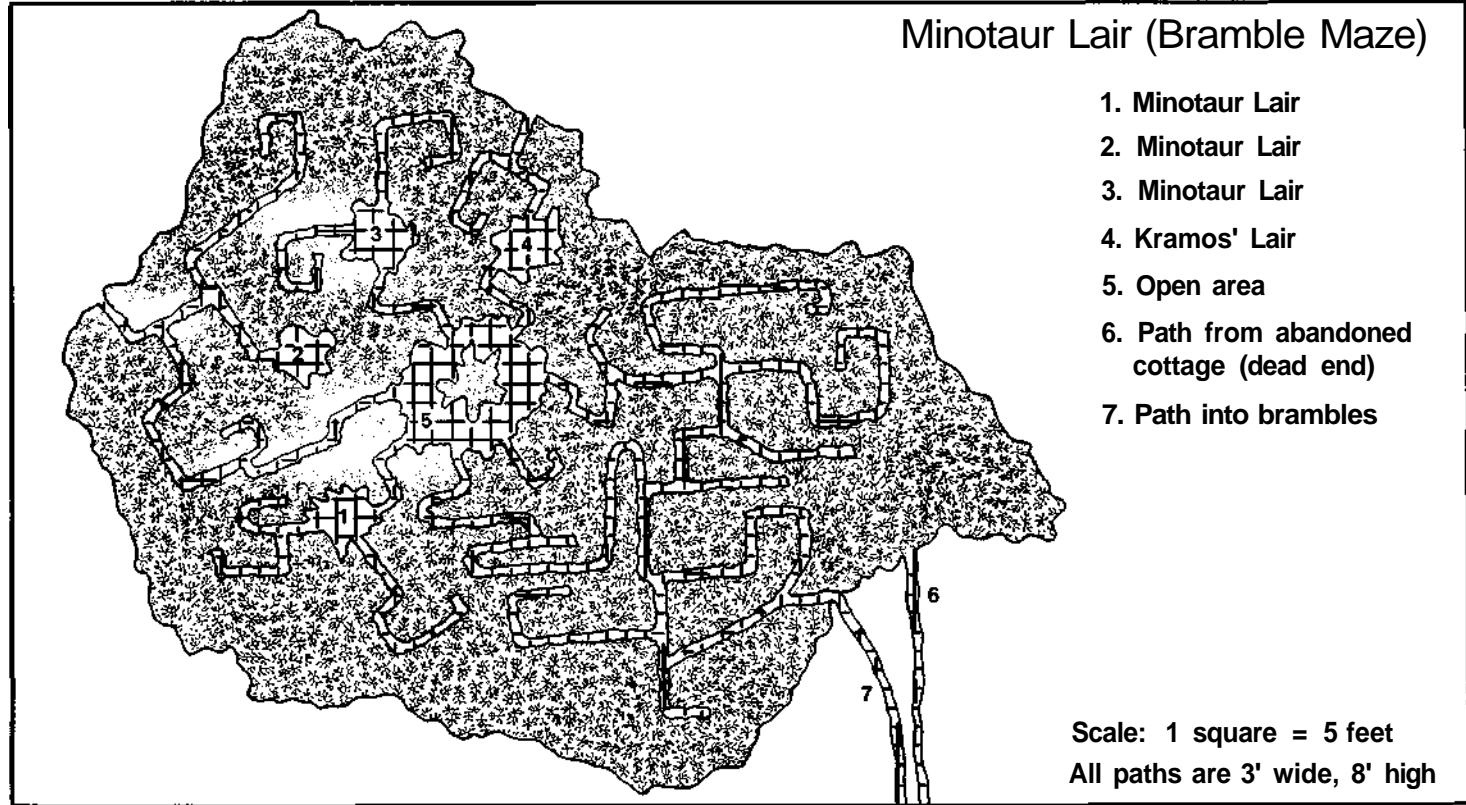 Minotaur Lair (Bramble Maze)
1. Minotaur Lair
2. Minotaur Lair
3. Minotaur Lair
4. Kramos' Lair
5. Open area
6. Path from abandoned
cottage (dead end)
7. Path into brambles
3
4
2
5
1
6
7
Scale: 1 square = 5 feet
All paths are 3' wide, 8' high